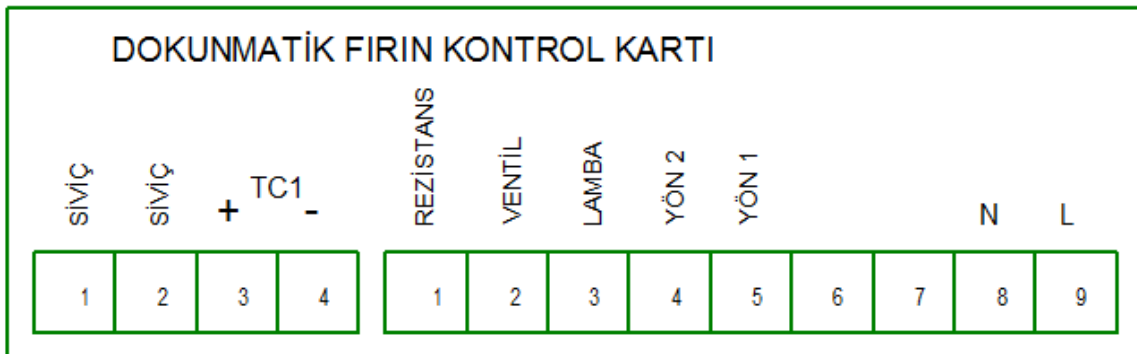 DOKUNMATİK FIRIN KONTROL KARTI
SİVİÇ SİVİÇ + TC1 - REZİSTANS VENTİL LAMBA YÖN 2 YÖN 1 N L
1 2 3 4 1 2 3 4 5 6 7 8 9